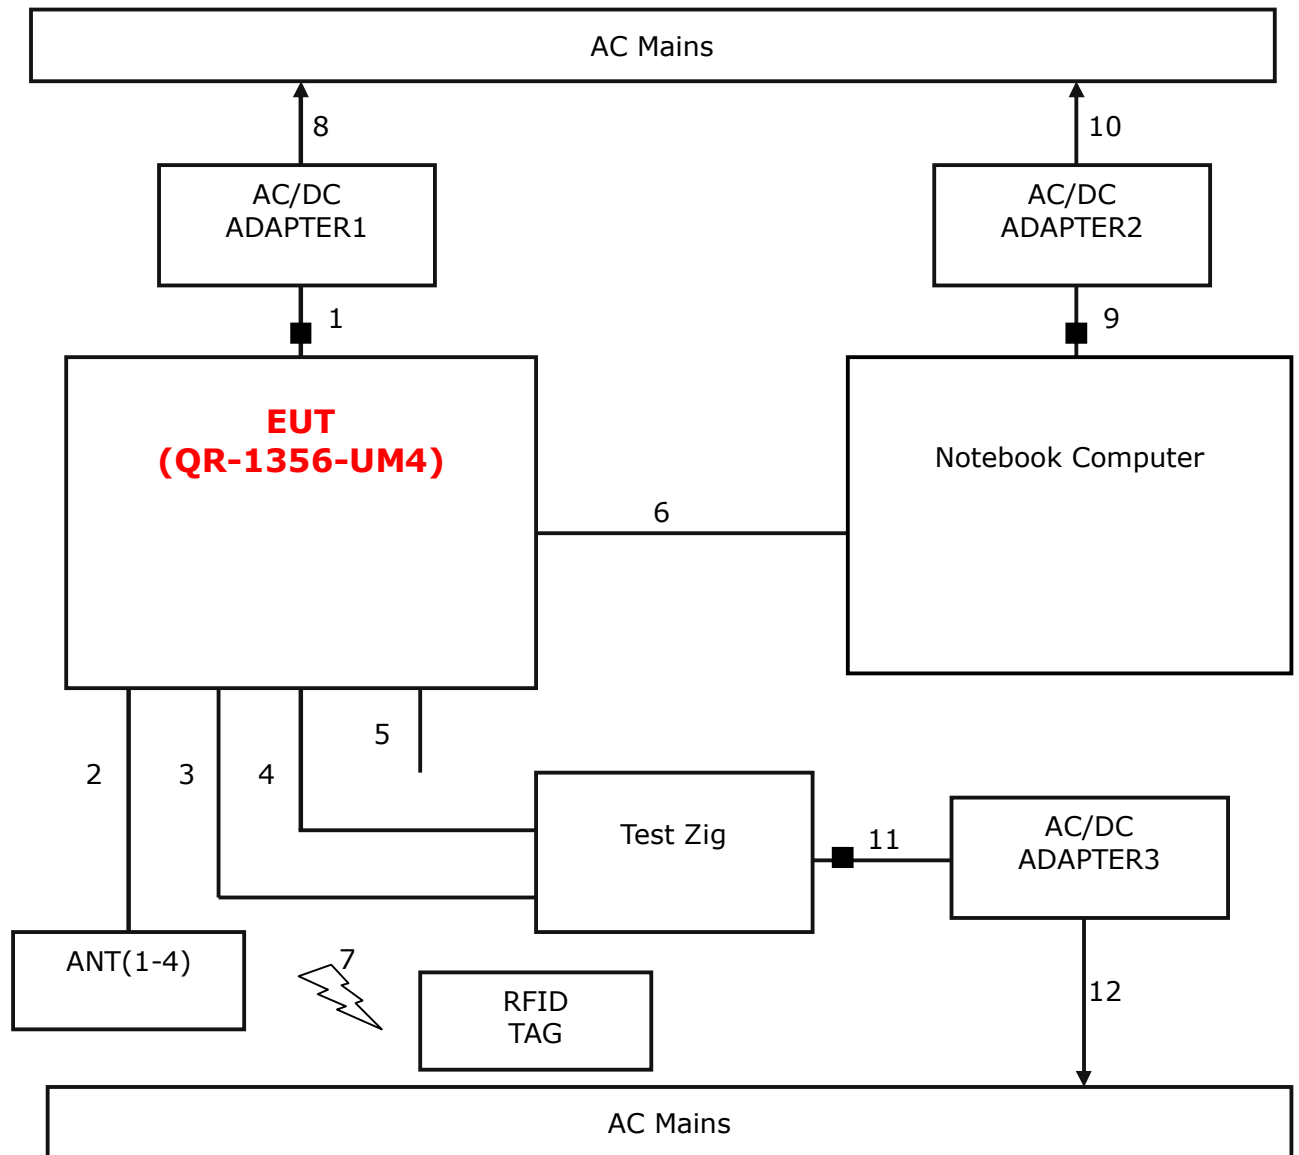 AC Mains
8
10
AC/DC
ADAPTER1
AC/DC
ADAPTER2
1
9
EUT
(QR-1356-UM4)
Notebook Computer
6
5
2
3
4
Test Zig
11
AC/DC
ADAPTER3
ANT(1-4)
7
RFID
TAG
12
AC Mains